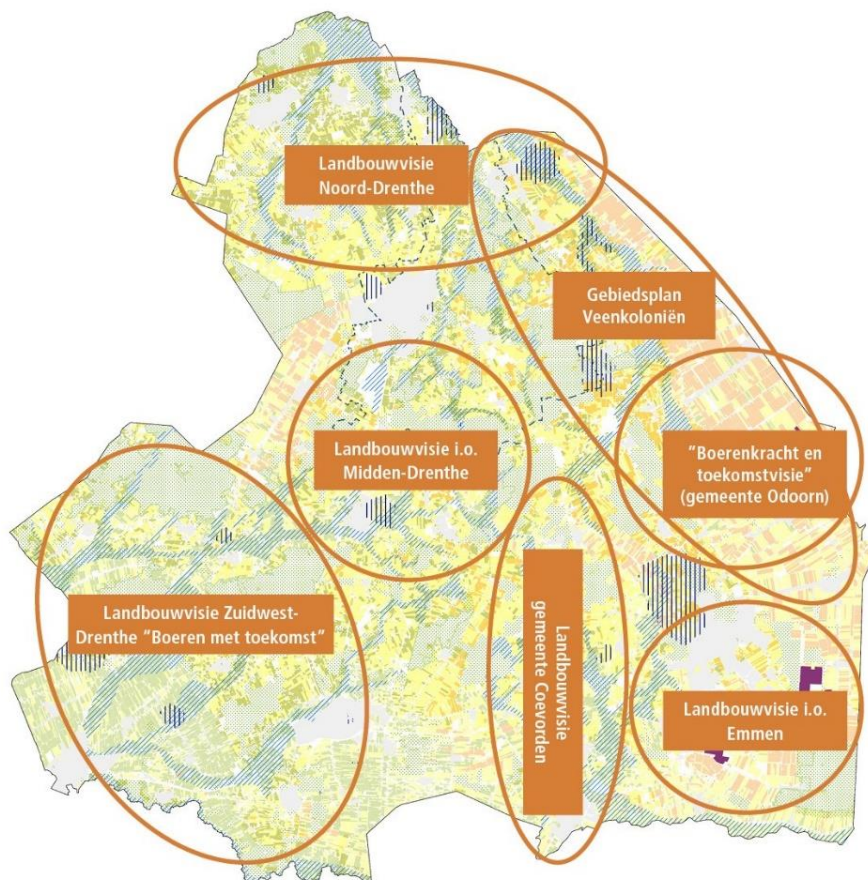 Landbouwvisie
Noord-Drenthe
Gebiedsplan
Veenkoloniën
Landbouwvisie i.o.
Midden-Drenthe
"Boerenkracht en
toekomstvisie"
(gemeente Odoorn)
Landbouwvisie Zuidwest-
Drenthe "Boeren met toekomst"
Landbouwvisie
gemeente Coevorden
Landbouwvisie i.o.
Emmen